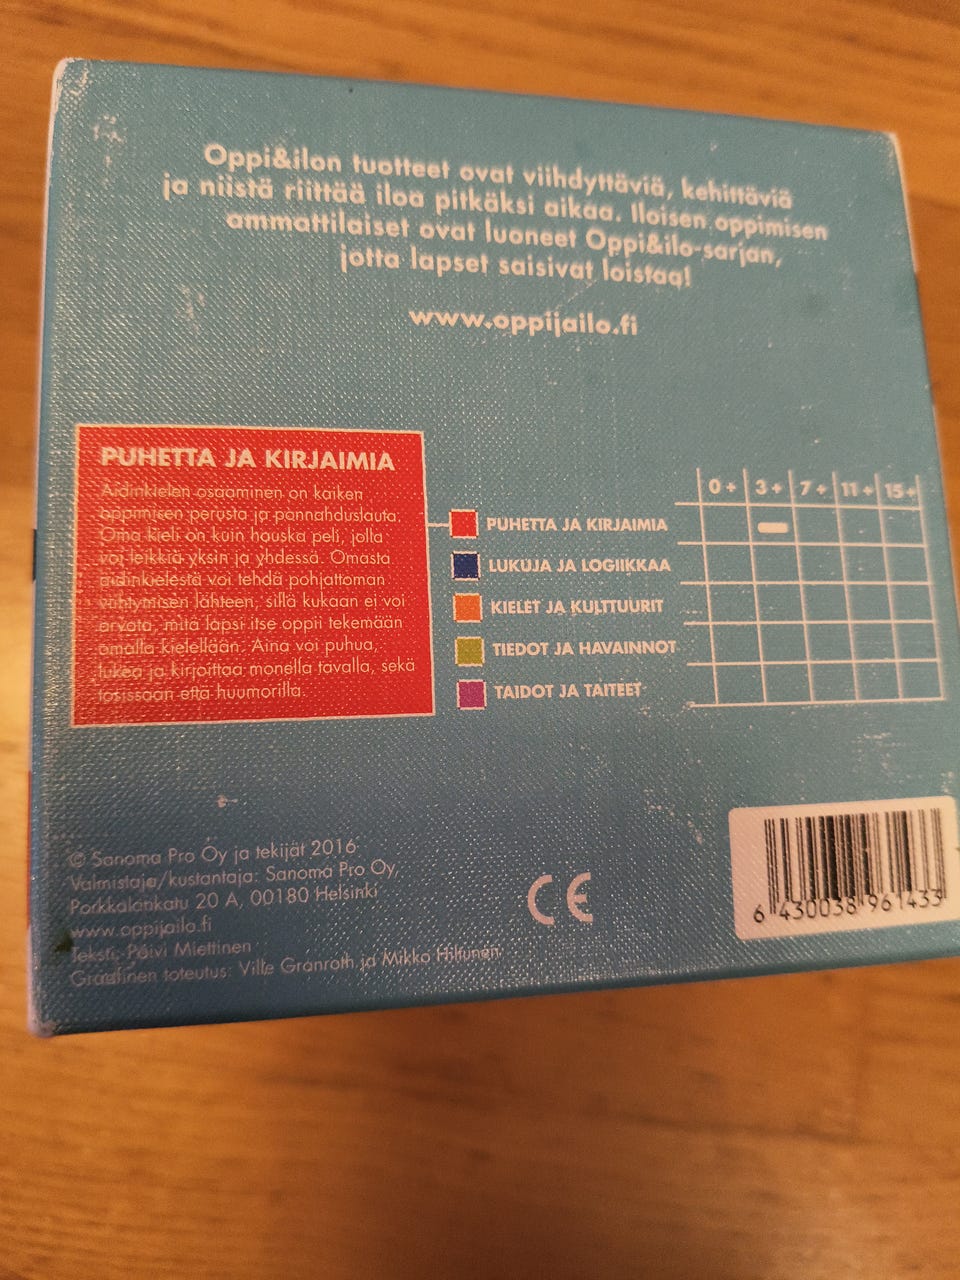 Oppi&ilon tuotteet ovat viihdyttäviä, kehittäviä
ja niistä riittää iloa pitkäksi aikaa. Iloisen oppimisen
ammattilaiset ovat luoneet Oppi&ilo-sarjan,
jotta lapset saisivat loistaa!
www.oppijailo.fi
PUHETTA JA KIRJAIMIA
Äidinkielen osaaminen on kaiken
oppimisen perusta ja ponnahduslauta.
Oma kieli on kuin hauska peli, jolla
voi leikkiä yksin ja yhdessä. Omasta
äidinkielestä voi tehdä pohjattoman
viihtymisen lähteen, sillä kukaan ei voi
arvata, mitä lapsi itse oppii tekemään
omalla kielellään. Aina voi puhua,
lukea ja kirjoittaa monella tavalla, sekä
tosissaan että huumorilla.
0+ 3+ 7+ 11+ 15+
PUHETTA JA KIRJAIMIA
LUKUJA JA LOGIIKKAA
KIELET JA KULTTUURIT
TIEDOT JA HAVAINNOT
TAIDOT JA TAITEET
© Sanoma Pro Oy ja tekijät 2016
Valmistaja/kustantaja: Sanoma Pro Oy,
Porkkalankatu 20 A, 00180 Helsinki
www.oppijailo.fi
Teksti: Päivi Miettinen
Graafinen toteutus: Ville Granroth ja Mikko Hiltunen
CE
6 430038 961433